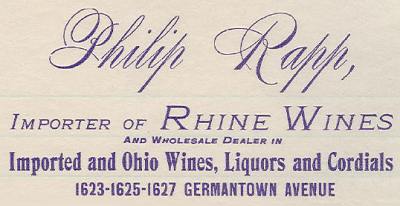 Philip Rapp,
IMPORTER OF RHINE WINES
AND WHOLESALE DEALER IN
Imported and Ohio Wines, Liquors and Cordials
1623-1625-1627 GERMANTOWN AVENUE